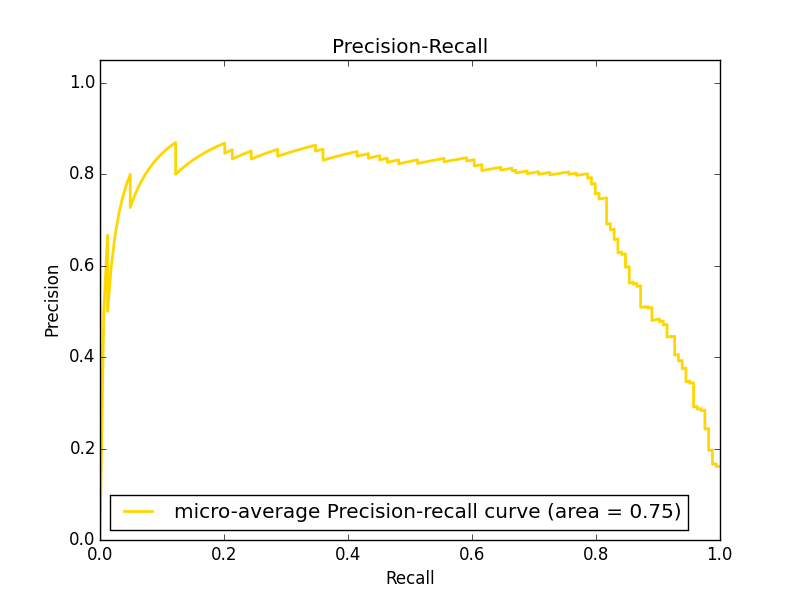 Precision-Recall
1.0
0.8
0.6
0.4
0.2
0.0
Precision
micro-average Precision-recall curve (area = 0.75)
0.0 0.2 0.4 0.6 0.8 1.0
Recall